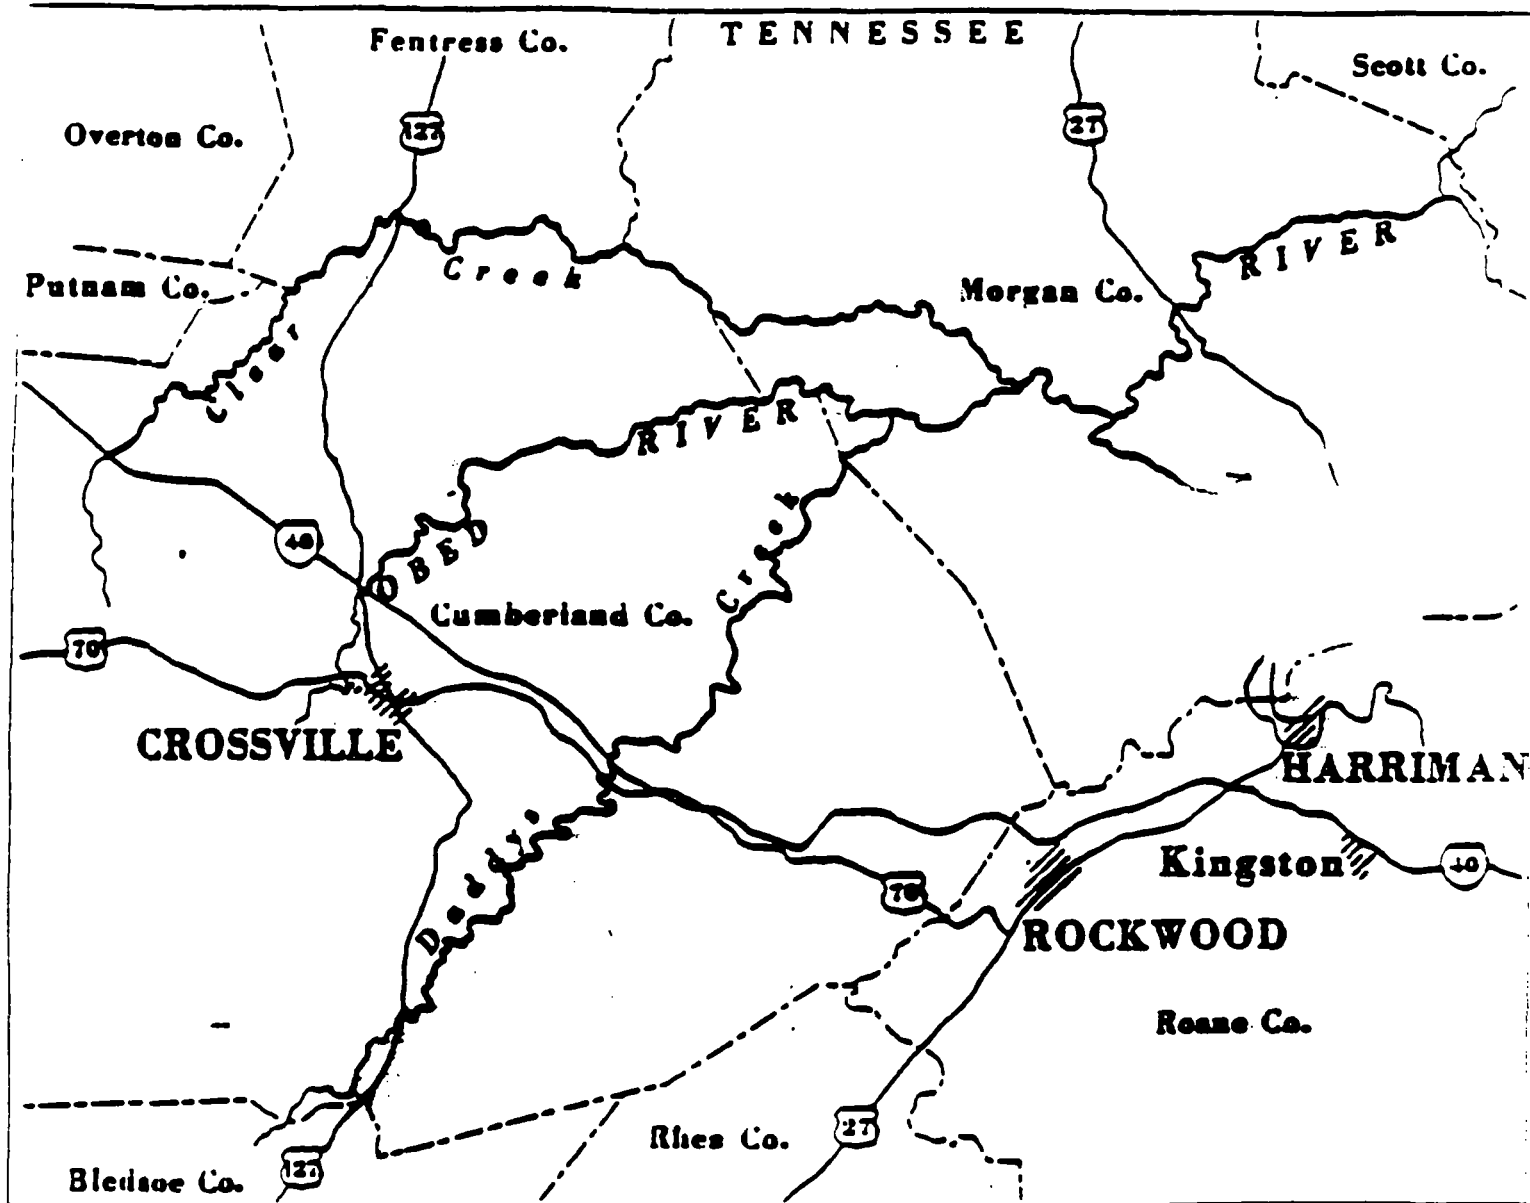 TENNESSEE
Fentress Co.
Scott Co.
127
27
Overton Co.
RIVER
Creek
Putnam Co.
Morgan Co.
Clear
RIVER
40
OBED
Creek
Cumberland Co.
70
CROSSVILLE
HARRIMAN
Daddys
Kingston
40
70
ROCKWOOD
Roane Co.
Rhea Co.
27
127
Bledsoe Co.